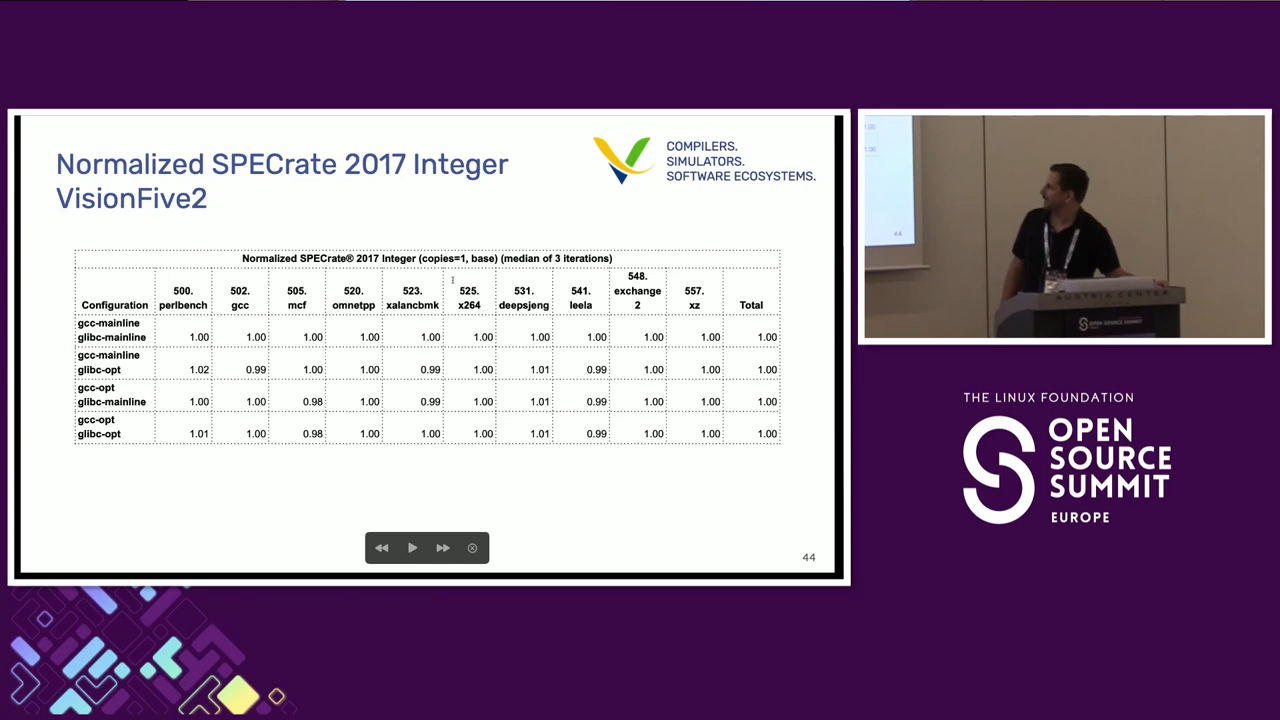 Normalized SPECrate 2017 Integer
VisionFive2
COMPILERS.
SIMULATORS.
SOFTWARE ECOSYSTEMS.
Normalized SPECrate® 2017 Integer (copies=1, base) (median of 3 iterations)
Configuration 500. perlbench 502. gcc 505. mcf 520. omnetpp 523. xalancbmk 525. x264 531. deepsjeng 541. leela 548. exchange 2 557. xz Total
gcc-mainline
glibc-mainline 1.00 1.00 1.00 1.00 1.00 1.00 1.00 1.00 1.00 1.00 1.00
gcc-mainline
glibc-opt 1.02 0.99 1.00 1.00 0.99 1.00 1.01 0.99 1.00 1.00 1.00
gcc-opt
glibc-mainline 1.00 1.00 0.98 1.00 0.99 1.00 1.01 0.99 1.00 1.00 1.00
gcc-opt
glibc-opt 1.01 1.00 0.98 1.00 1.00 1.00 1.01 0.99 1.00 1.00 1.00
44
44
AUSTRIA CENTER
OPEN SOURCE SUMMIT
THE LINUX FOUNDATION
OPEN
SOURCE
SUMMIT
EUROPE